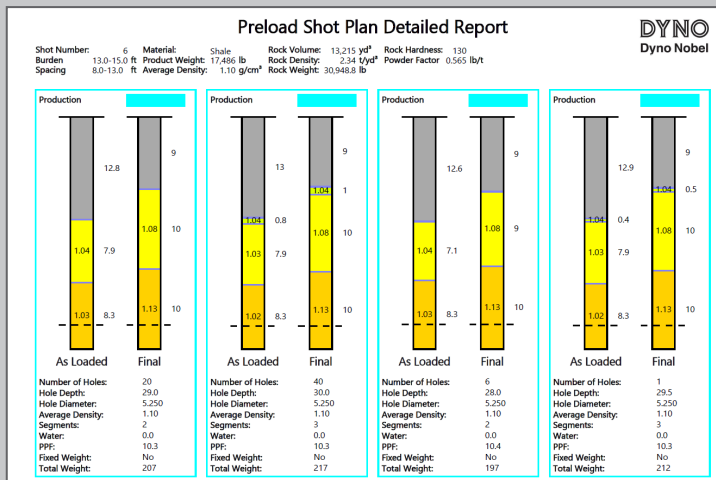 Preload Shot Plan Detailed Report
DYNO
Dyno Nobel
Shot Number: 6 Material: Shale Rock Volume: 13,215 yd³ Rock Hardness: 130
Burden 13.0-15.0 ft Product Weight: 17,486 lb Rock Density: 2.34 t/yd³ Powder Factor 0.565 lb/t
Spacing 8.0-13.0 ft Average Density: 1.10 g/cm³ Rock Weight: 30,948.8 lb
Production
12.8
1.04 7.9
1.03 8.3
9
1.08 10
1.13 10
As Loaded Final
Number of Holes: 20
Hole Depth: 29.0
Hole Diameter: 5.250
Average Density: 1.10
Segments: 2
Water: 0.0
PPF: 10.3
Fixed Weight: No
Total Weight: 207
Production
13
1.04 0.8
1.03 7.9
1.02 8.3
9
1.04 1
1.08 10
1.13 10
As Loaded Final
Number of Holes: 40
Hole Depth: 30.0
Hole Diameter: 5.250
Average Density: 1.10
Segments: 3
Water: 0.0
PPF: 10.3
Fixed Weight: No
Total Weight: 217
Production
12.6
1.04 7.1
1.03 8.3
9
1.08 9
1.13 10
As Loaded Final
Number of Holes: 6
Hole Depth: 28.0
Hole Diameter: 5.250
Average Density: 1.10
Segments: 2
Water: 0.0
PPF: 10.4
Fixed Weight: No
Total Weight: 197
Production
12.9
1.04 0.4
1.03 7.9
1.02 8.3
9
1.04 0.5
1.08 10
1.13 10
As Loaded Final
Number of Holes: 1
Hole Depth: 29.5
Hole Diameter: 5.250
Average Density: 1.10
Segments: 3
Water: 0.0
PPF: 10.3
Fixed Weight: No
Total Weight: 212